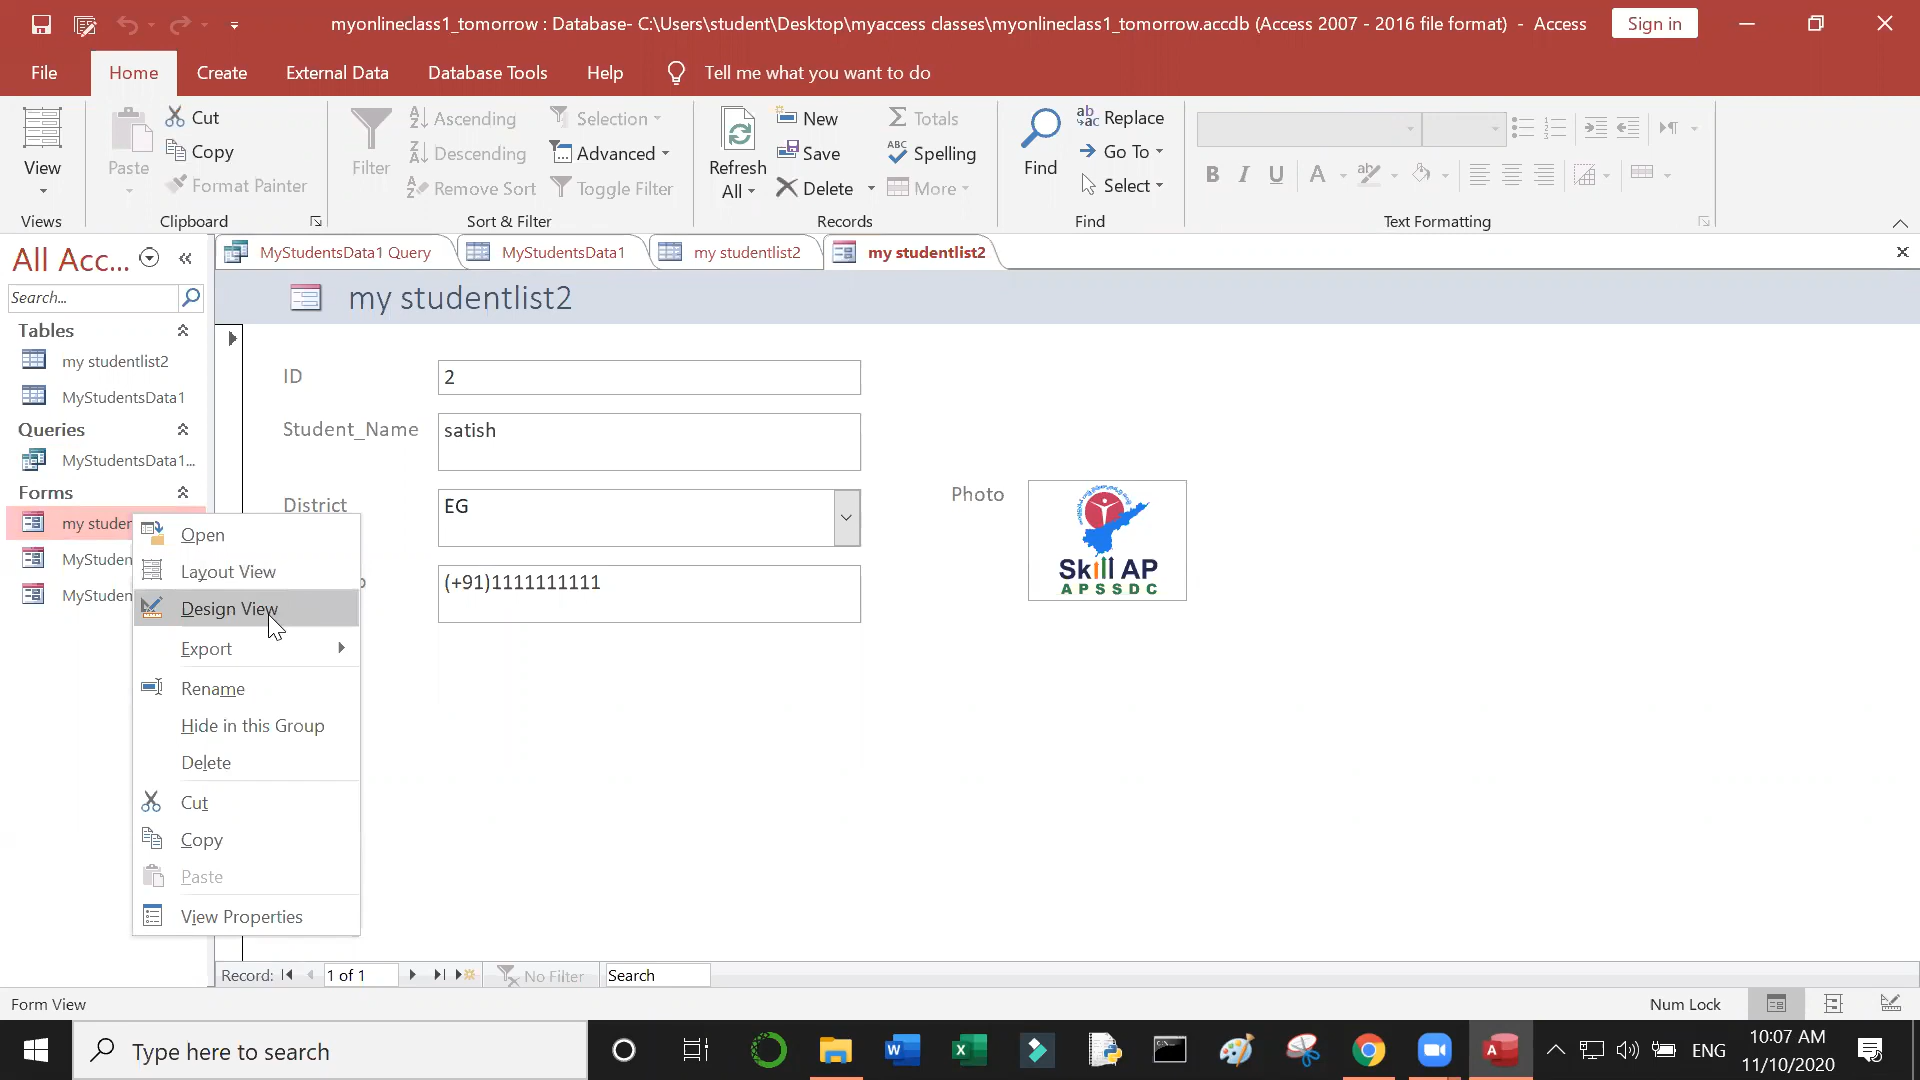 myonlineclass1_tomorrow : Database- C:\Users\student\Desktop\myaccess classes\myonlineclass1_tomorrow.accdb (Access 2007 - 2016 file format) - Access
Sign in
File
Home
Create
External Data
Database Tools
Help
Tell me what you want to do
View
Views
Paste
Cut
Copy
Format Painter
Clipboard
Filter
Ascending
Descending
Remove Sort
Selection
Advanced
Toggle Filter
Sort & Filter
Refresh
All
New
Save
Delete
Totals
Spelling
More
Records
Find
Replace
Go To
Select
Find
B I U A
Text Formatting
All Acc...
Search...
Tables
my studentlist2
MyStudentsData1
Queries
MyStudentsData1...
Forms
my studen
MyStuden
MyStuden
Open
Layout View
Design View
Export
Rename
Hide in this Group
Delete
Cut
Copy
Paste
View Properties
MyStudentsData1 Query
MyStudentsData1
my studentlist2
my studentlist2
my studentlist2
ID
2
Student_Name
satish
District
EG
(+91)1111111111
Photo
Skill AP
APSSDC
Record:
1 of 1
No Filter
Search
Form View
Num Lock
Type here to search
ENG
10:07 AM
11/10/2020